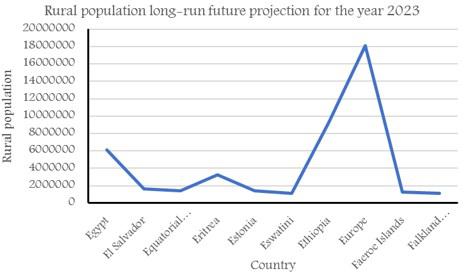 Rural population long-run future projection for the year 2023
20000000
18000000
16000000
14000000
12000000
10000000
8000000
6000000
4000000
2000000
0
Rural population
Egypt
El Salvador
Equatorial...
Eritrea
Estonia
Eswatini
Ethiopia
Europe
Faeroe Islands
Falkland...
Country